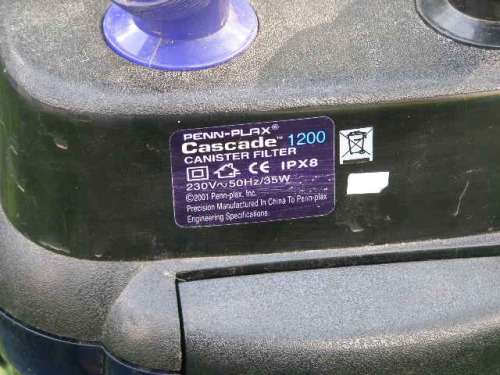 PENN-PLAX®
Cascade™ 1200
CANISTER FILTER
CE IPX8
230V~50Hz/35W
©2001 Penn-plax, Inc.
Precision Manufactured In China To Penn-plax
Engineering Specifications.